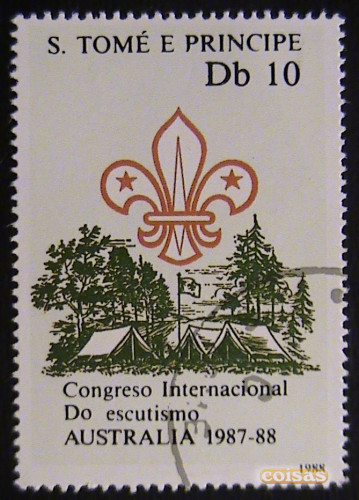 S. TOMÉ E PRINCIPE
Db 10
Congreso Internacional
Do escutismo
AUSTRALIA 1987-88
1988
coisas